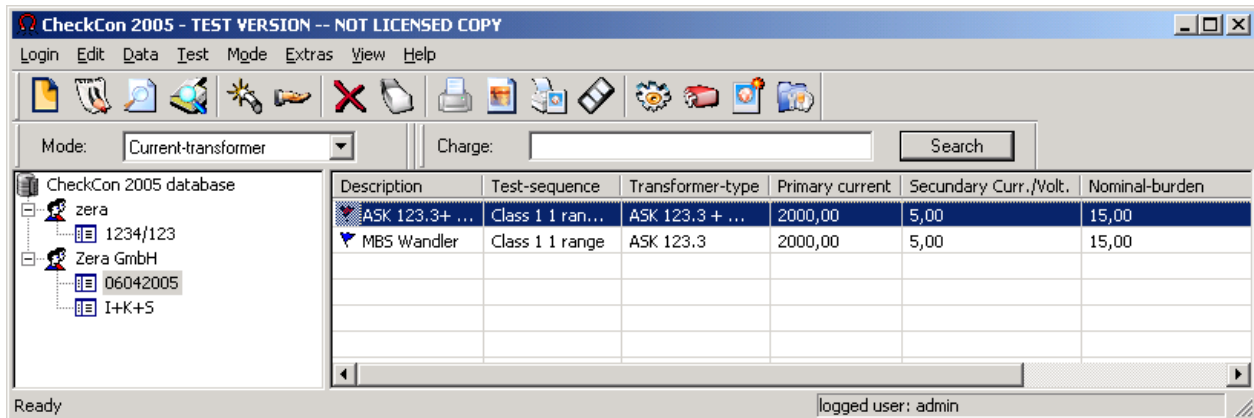 CheckCon 2005 - TEST VERSION -- NOT LICENSED COPY
Login Edit Data Test Mode Extras View Help
Mode: Current-transformer Charge: Search
CheckCon 2005 database
zera
1234/123
Zera GmbH
06042005
I+K+S
Description Test-sequence Transformer-type Primary current Secundary Curr./Volt. Nominal-burden
ASK 123.3+ ... Class 1 1 ran... ASK 123.3 + ... 2000,00 5,00 15,00
MBS Wandler Class 1 1 range ASK 123.3 2000,00 5,00 15,00
Ready logged user: admin